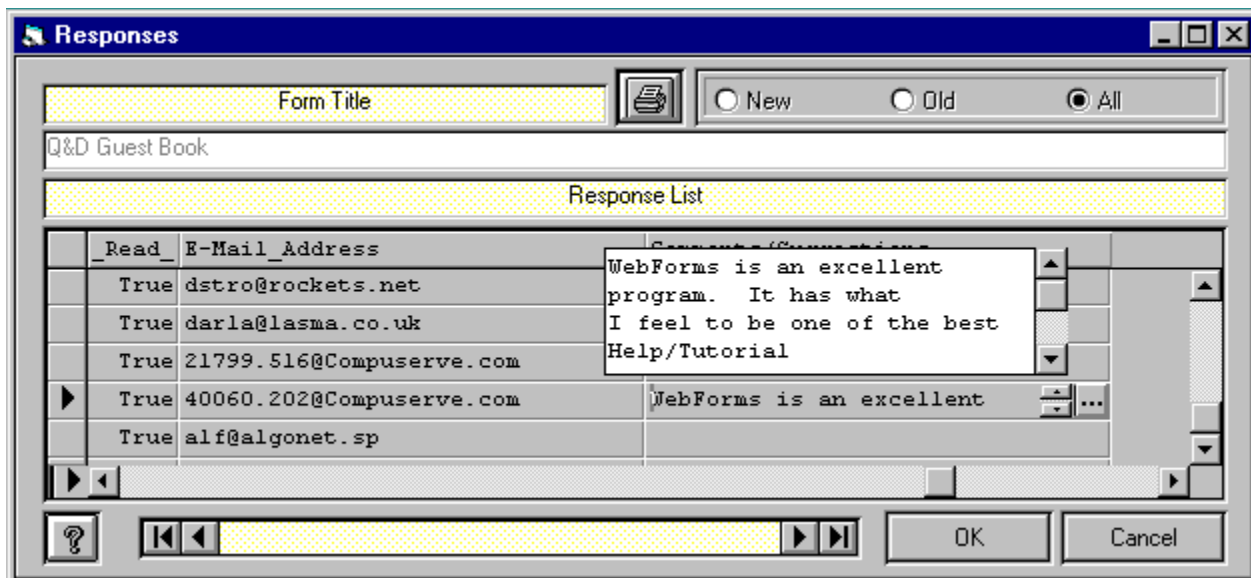 Responses
Form Title
New Old All
Q&D Guest Book
Response List
_Read_ E-Mail_Address
True dstro@rockets.net
True darla@lasma.co.uk
True 21799.516@Compuserve.com
WebForms is an excellent
program. It has what
I feel to be one of the best
Help/Tutorial
True 40060.202@Compuserve.com WebForms is an excellent ...
True alf@algonet.sp
? OK Cancel